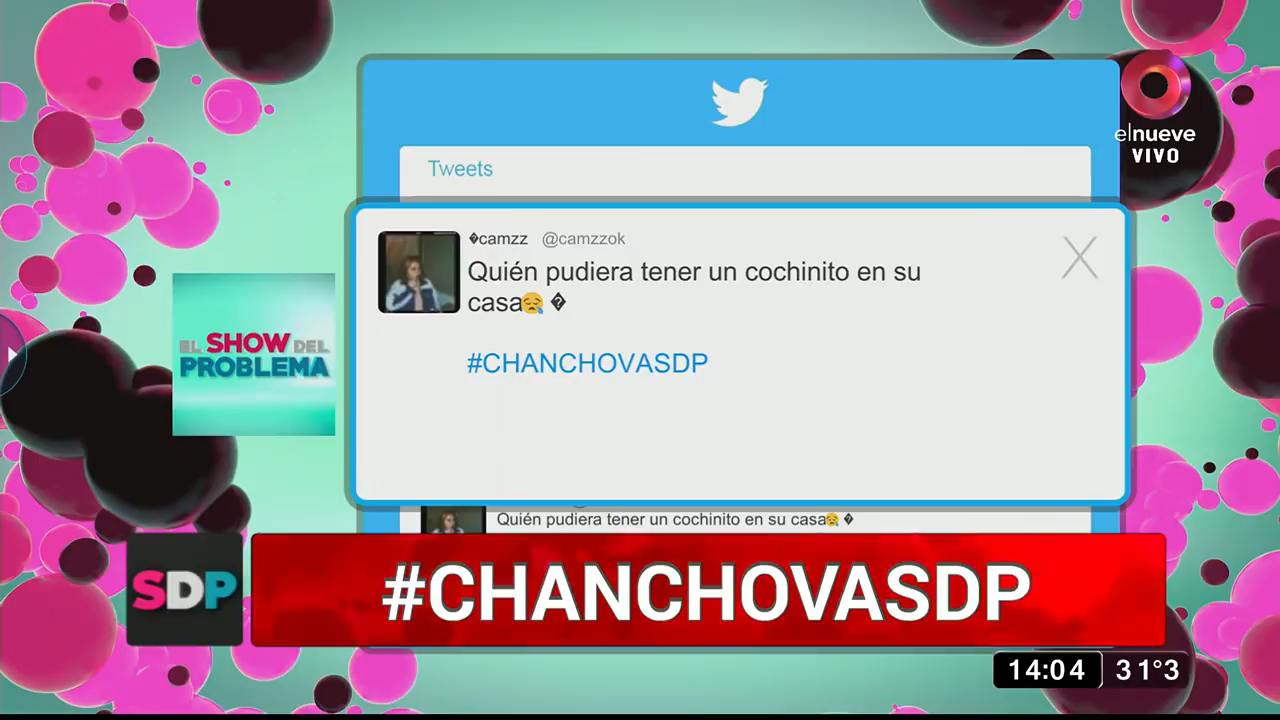 Tweets
elnueve
VIVO
�camzz @camzzok
Quién pudiera tener un cochinito en su
casa😪 �
#CHANCHOVASDP
EL SHOW DEL
PROBLEMA
Quién pudiera tener un cochinito en su casa😪 �
SDP
#CHANCHOVASDP
14:04 31°3